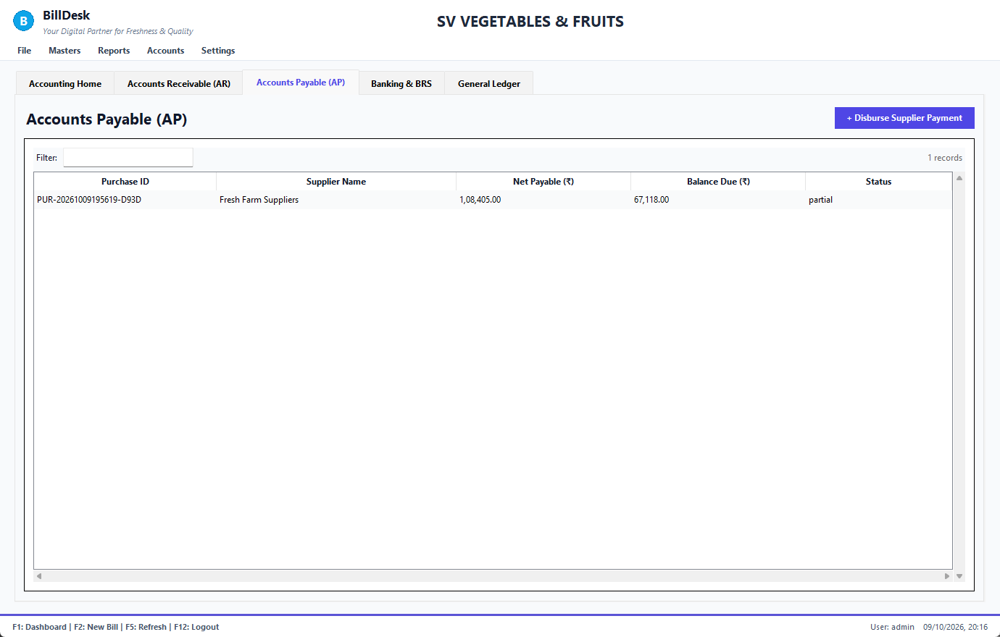 B
BillDesk
Your Digital Partner for Freshness & Quality
SV VEGETABLES & FRUITS
File Masters Reports Accounts Settings
Accounting Home Accounts Receivable (AR) Accounts Payable (AP) Banking & BRS General Ledger
Accounts Payable (AP)
+ Disburse Supplier Payment
Filter: 1 records
Purchase ID Supplier Name Net Payable (₹) Balance Due (₹) Status
PUR-20261009195619-D93D Fresh Farm Suppliers 1,08,405.00 67,118.00 partial
F1: Dashboard | F2: New Bill | F5: Refresh | F12: Logout User: admin 09/10/2026, 20:16